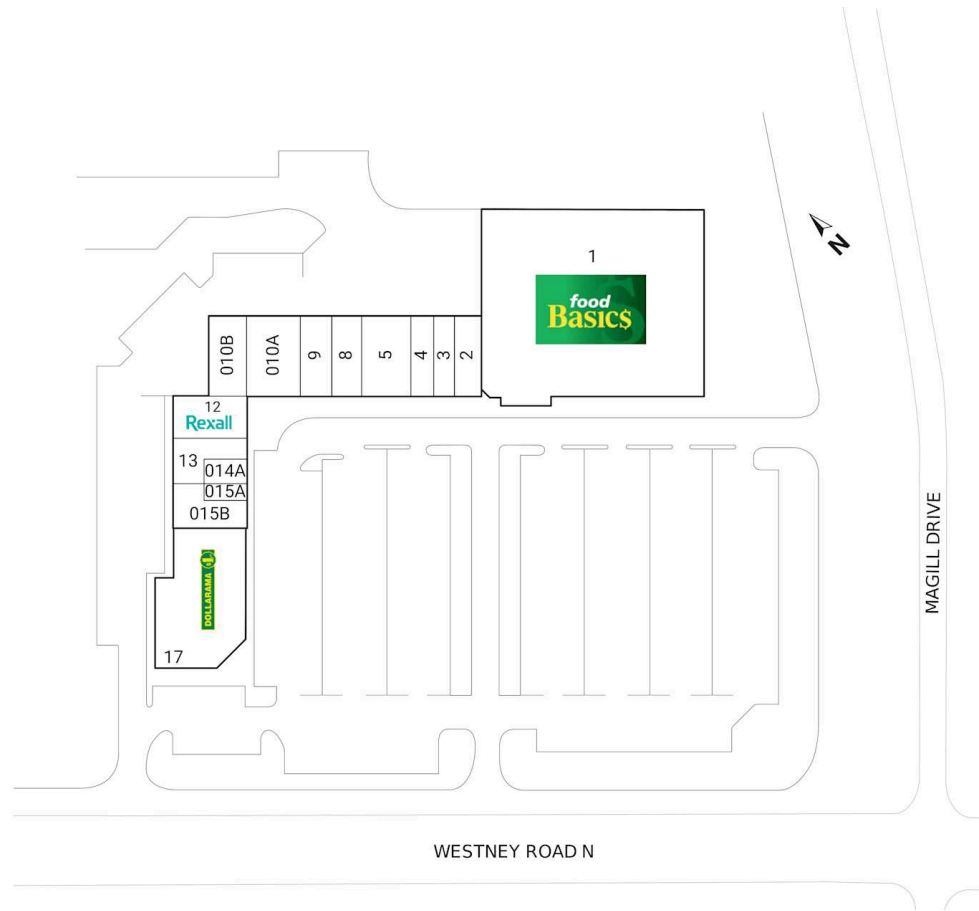 1
food
Basic$
N
010B
010A
9
8
5
4
3
2
12
Rexall
13
014A
015A
015B
DOLLARAMA
17
MAGILL DRIVE
WESTNEY ROAD N